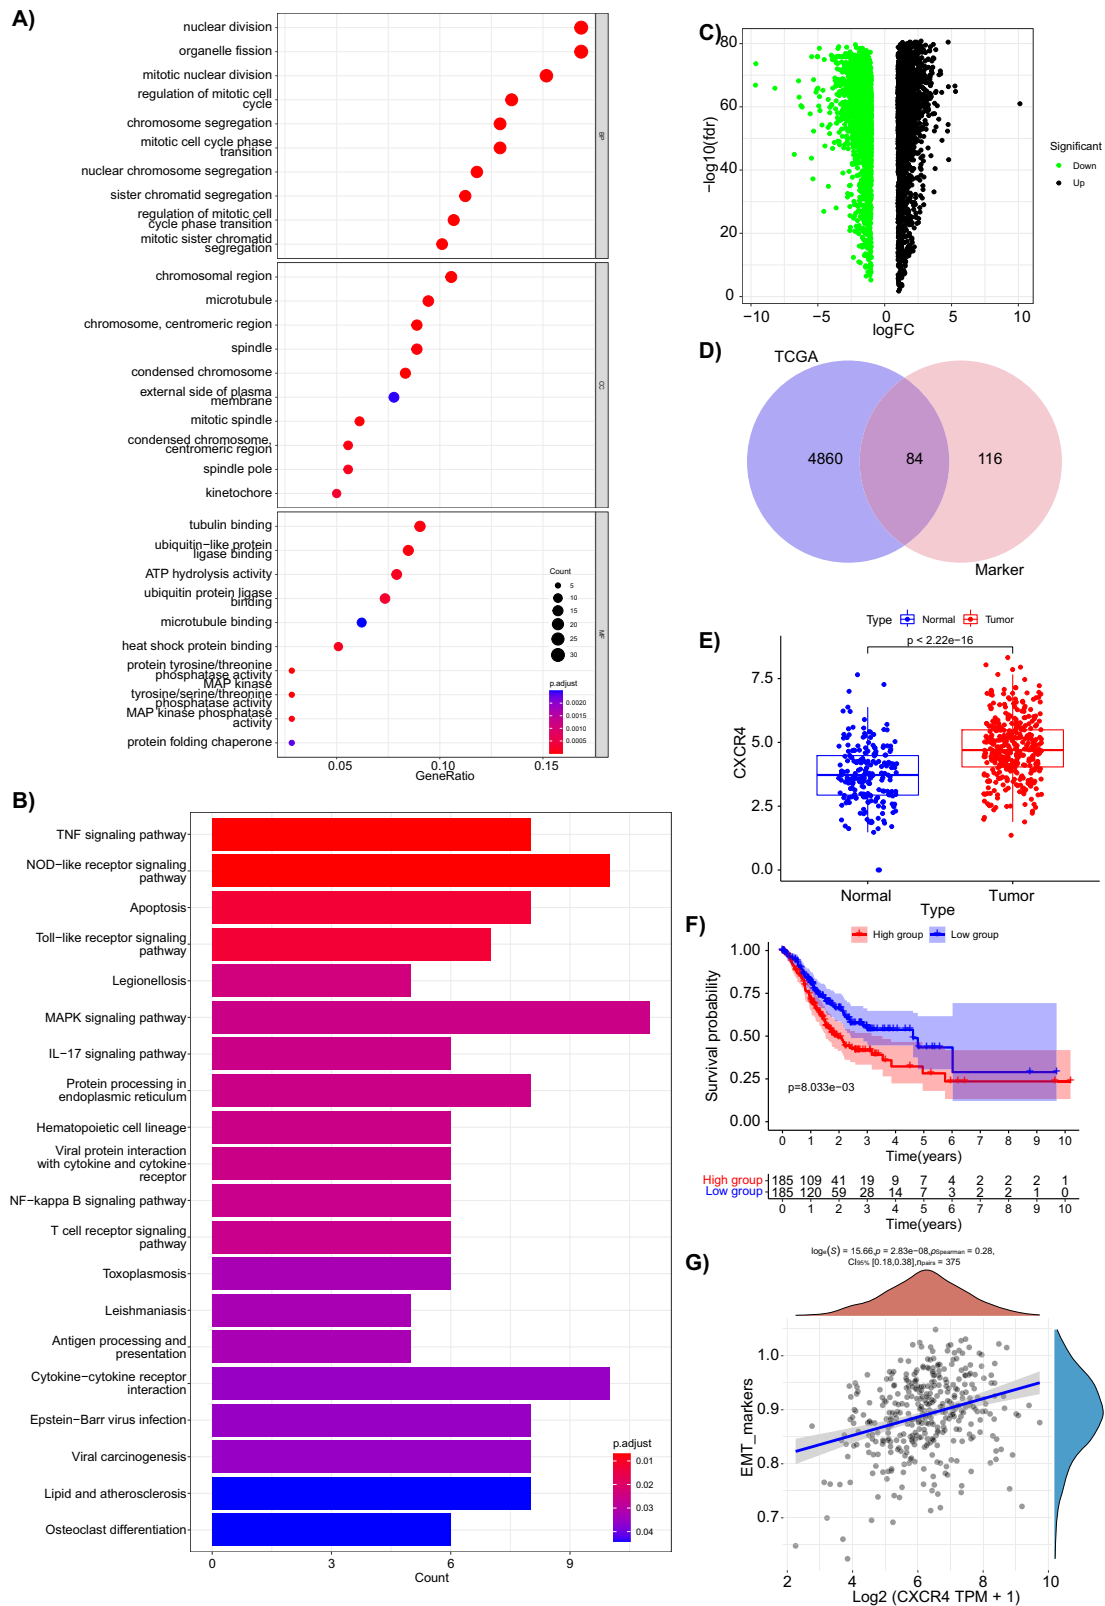 A)
nuclear division
organelle fission
mitotic nuclear division
regulation of mitotic cell
cycle
chromosome segregation
mitotic cell cycle phase
transition
nuclear chromosome segregation
sister chromatid segregation
regulation of mitotic cell
cycle phase transition
mitotic sister chromatid
segregation
BP
chromosomal region
microtubule
chromosome, centromeric region
spindle
condensed chromosome
external side of plasma
membrane
mitotic spindle
condensed chromosome,
centromeric region
spindle pole
kinetochore
CC
tubulin binding
ubiquitin−like protein
ligase binding
ATP hydrolysis activity
ubiquitin protein ligase
binding
microtubule binding
heat shock protein binding
protein tyrosine/threonine
phosphatase activity
MAP kinase
tyrosine/serine/threonine
phosphatase activity
MAP kinase phosphatase
activity
protein folding chaperone
MF
Count
5
10
15
20
25
30
p.adjust
0.0020
0.0015
0.0010
0.0005
0.05 0.10 0.15
GeneRatio
B)
TNF signaling pathway
NOD−like receptor signaling
pathway
Apoptosis
Toll−like receptor signaling
pathway
Legionellosis
MAPK signaling pathway
IL−17 signaling pathway
Protein processing in
endoplasmic reticulum
Hematopoietic cell lineage
Viral protein interaction
with cytokine and cytokine
receptor
NF−kappa B signaling pathway
T cell receptor signaling
pathway
Toxoplasmosis
Leishmaniasis
Antigen processing and
presentation
Cytokine−cytokine receptor
interaction
Epstein−Barr virus infection
Viral carcinogenesis
Lipid and atherosclerosis
Osteoclast differentiation
p.adjust
0.01
0.02
0.03
0.04
0 3 6 9
Count
C)
80
60
40
20
0
−log10(fdr)
−10 −5 0 5 10
logFC
Significant
Down
Up
D)
TCGA
4860 84 116
Marker
E)
Type Normal Tumor
p < 2.22e−16
7.5
5.0
2.5
0.0
CXCR4
Normal Tumor
Type
F)
High group Low group
1.00
0.75
0.50
0.25
0.00
Survival probability
p=8.033e−03
0 1 2 3 4 5 6 7 8 9 10
Time(years)
High group 185 109 41 19 9 7 4 2 2 2 1
Low group 185 120 59 28 14 7 3 2 2 1 0
0 1 2 3 4 5 6 7 8 9 10
Time(years)
G)
logₑ(S) = 15.66, p = 2.83e−08, ρSpearman = 0.28,
CI95% [0.18,0.38], npairs = 375
1.0
0.9
0.8
0.7
EMT_markers
2 4 6 8 10
Log2 (CXCR4 TPM + 1)